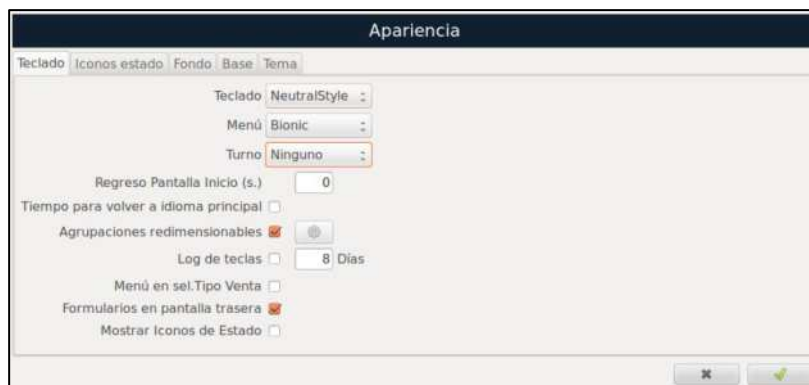 Apariencia
Teclado Iconos estado Fondo Base Tema
Teclado NeutralStyle
Menú Bionic
Turno Ninguno
Regreso Pantalla Inicio (s.) 0
Tiempo para volver a idioma principal
Agrupaciones redimensionables
Log de teclas 8 Días
Menú en sel.Tipo Venta
Formularios en pantalla trasera
Mostrar Iconos de Estado